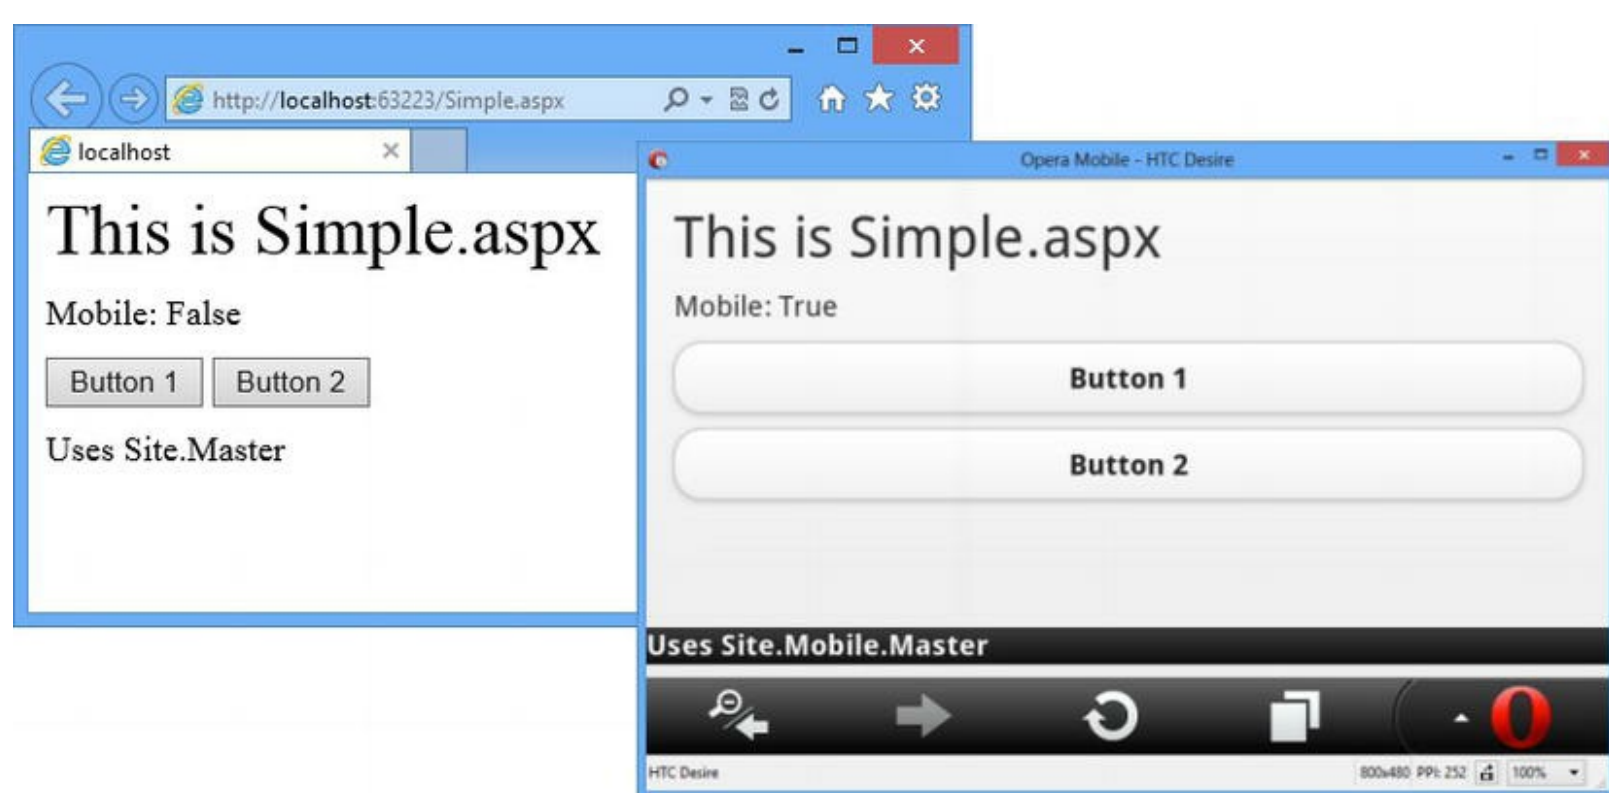 http://localhost:63223/Simple.aspx
localhost
This is Simple.aspx
Mobile: False
Button 1 Button 2
Uses Site.Master
Opera Mobile - HTC Desire
This is Simple.aspx
Mobile: True
Button 1
Button 2
Uses Site.Mobile.Master
HTC Desire 800x480 PPI: 252 100%